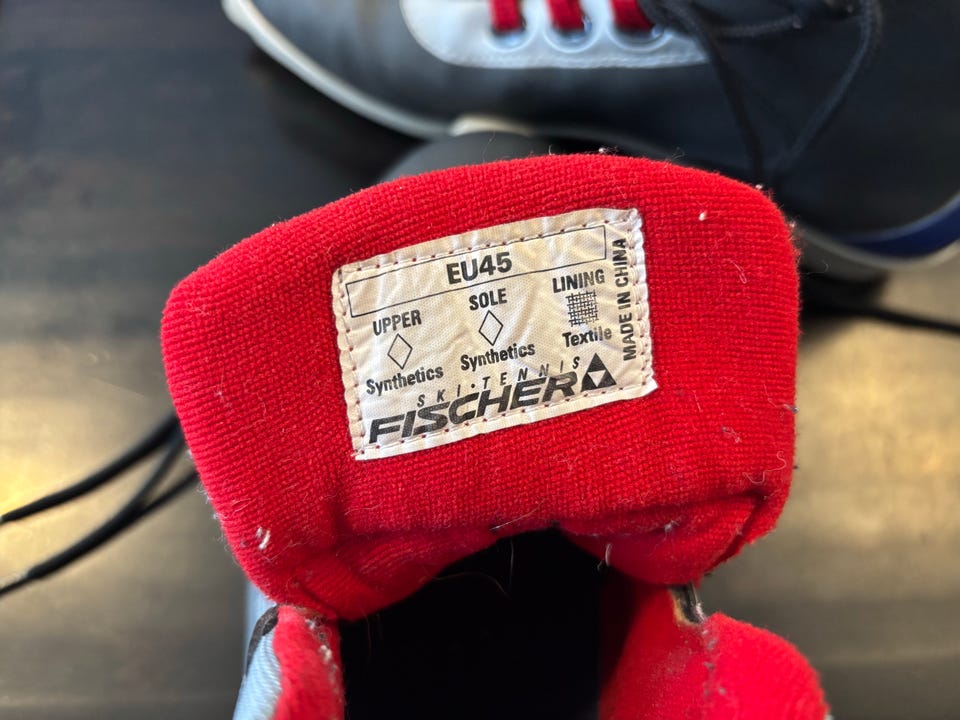 EU45
UPPER
Synthetics
SOLE
Synthetics
LINING
Textile
MADE IN CHINA
SKI·TENNIS
FISCHER